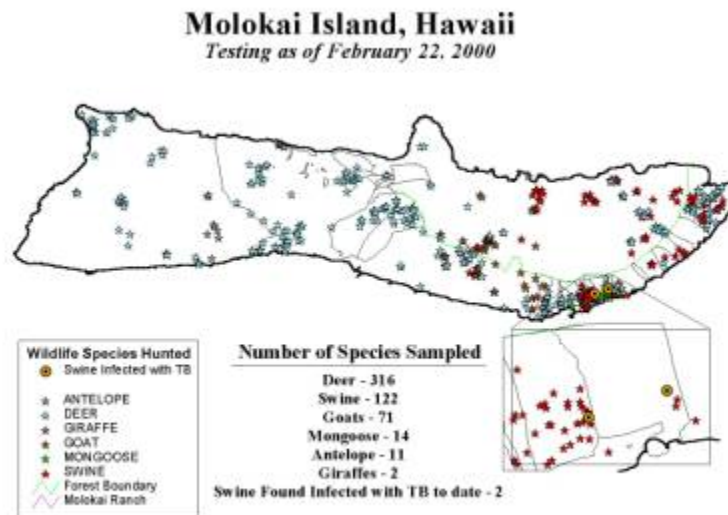 Molokai Island, Hawaii
Testing as of February 22, 2000
Wildlife Species Hunted
Swine Infected with TB
ANTELOPE
DEER
GIRAFFE
GOAT
MONGOOSE
SWINE
Forest Boundary
Molokai Ranch
Number of Species Sampled
Deer - 316
Swine - 122
Goats - 71
Mongoose - 14
Antelope - 11
Giraffes - 2
Swine Found Infected with TB to date - 2